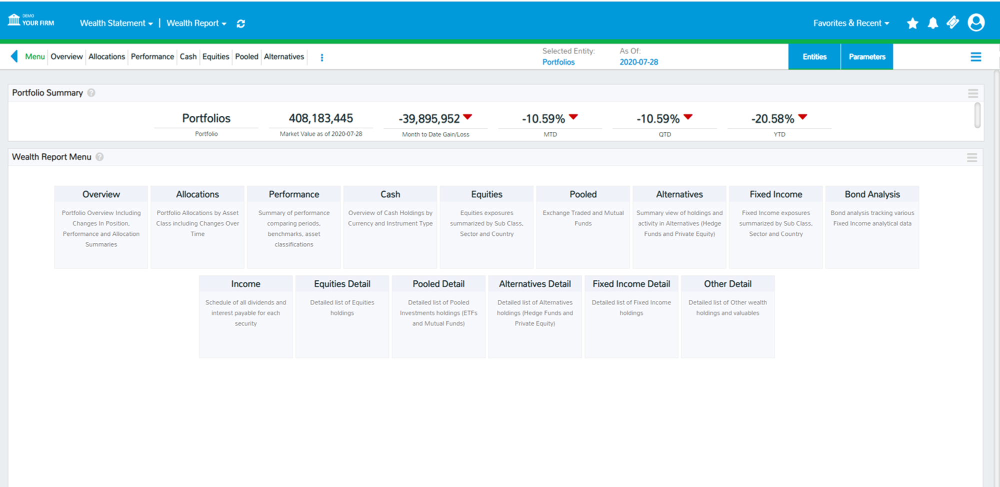 DEMO
YOUR FIRM
Wealth Statement | Wealth Report
Favorites & Recent
Menu Overview Allocations Performance Cash Equities Pooled Alternatives
Selected Entity: As Of:
Portfolios 2020-07-28
Entities Parameters
Portfolio Summary ?
Portfolios 408,183,445 -39,895,952 -10.59% -10.59% -20.58%
Portfolio Market Value as of 2020-07-28 Month to Date Gain/Loss MTD QTD YTD
Wealth Report Menu ?
Overview
Portfolio Overview Including
Changes In Position,
Performance and Allocation
Summaries
Allocations
Portfolio Allocations by Asset
Class including Changes Over
Time
Performance
Summary of performance
comparing periods,
benchmarks, asset
classifications
Cash
Overview of Cash Holdings by
Currency and Instrument Type
Equities
Equities exposures
summarized by Sub Class,
Sector and Country
Pooled
Exchange Traded and Mutual
Funds
Alternatives
Summary view of holdings and
activity in Alternatives (Hedge
Funds and Private Equity)
Fixed Income
Fixed Income exposures
summarized by Sub Class,
Sector and Country
Bond Analysis
Bond analysis tracking various
Fixed Income analytical data
Income
Schedule of all dividends and
interest payable for each
security
Equities Detail
Detailed list of Equities
holdings
Pooled Detail
Detailed list of Pooled
Investments holdings (ETFs
and Mutual Funds)
Alternatives Detail
Detailed list of Alternatives
holdings (Hedge Funds and
Private Equity)
Fixed Income Detail
Detailed list of Fixed Income
holdings
Other Detail
Detailed list of Other wealth
holdings and valuables